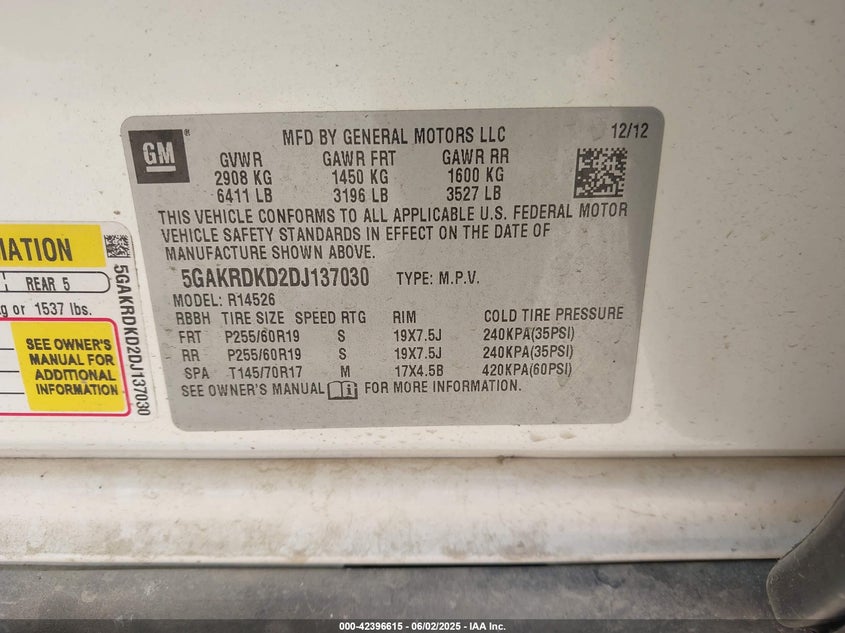 GM
MFD BY GENERAL MOTORS LLC 12/12
GVWR GAWR FRT GAWR RR
2908 KG 1450 KG 1600 KG
6411 LB 3196 LB 3527 LB
THIS VEHICLE CONFORMS TO ALL APPLICABLE U.S. FEDERAL MOTOR
VEHICLE SAFETY STANDARDS IN EFFECT ON THE DATE OF
MANUFACTURE SHOWN ABOVE.
5GAKRDKD2DJ137030 TYPE: M.P.V.
MODEL: R14526
RBBH TIRE SIZE SPEED RTG RIM COLD TIRE PRESSURE
FRT P255/60R19 S 19X7.5J 240KPA(35PSI)
RR P255/60R19 S 19X7.5J 240KPA(35PSI)
SPA T145/70R17 M 17X4.5B 420KPA(60PSI)
SEE OWNER'S MANUAL FOR MORE INFORMATION.
MATION
REAR 5
kg or 1537 lbs.
SEE OWNER'S
MANUAL FOR
ADDITIONAL
INFORMATION
5GAKRDKD2DJ137030
000-42396615 - 06/02/2025 - IAA Inc.